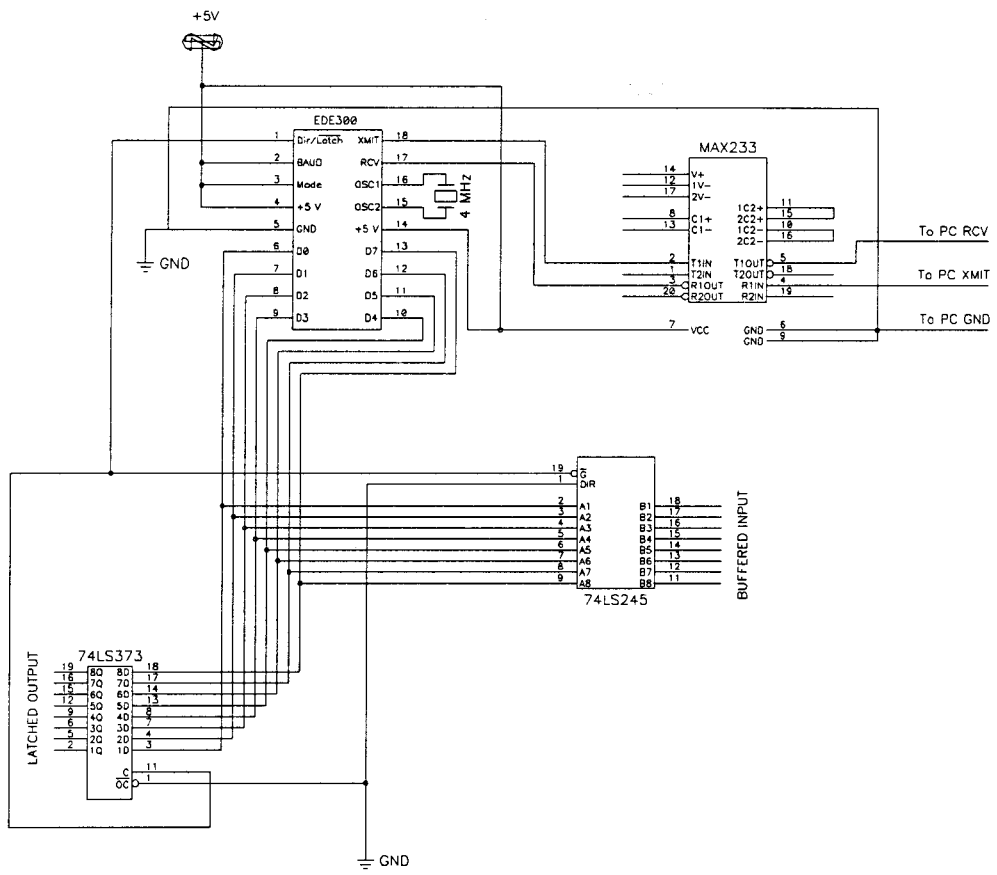 +5V
EDE300
1 Dir/Latch XMIT 18
2 BAUD RCV 17
3 Mode OSC1 16
4 +5 V OSC2 15
5 GND +5 V 14
6 D0 D7 13
7 D1 D6 12
8 D2 D5 11
9 D3 D4 10
4 MHz
GND
MAX233
14 V+
12 1V-
17 2V-
8 C1+
13 C1-
1C2+ 11
2C2+ 15
1C2- 10
2C2- 16
2 T1IN T1OUT 5
1 T2IN T2OUT 18
3 R1OUT R1IN 4
20 R2OUT R2IN 19
7 VCC GND 6
GND 9
To PC RCV
To PC XMIT
To PC GND
19 G
1 DIR
2 A1 B1 18
3 A2 B2 17
4 A3 B3 16
5 A4 B4 15
6 A5 B5 14
7 A6 B6 13
8 A7 B7 12
9 A8 B8 11
74LS245
BUFFERED INPUT
74LS373
19 8Q 8D 18
16 7Q 7D 17
15 6Q 6D 14
12 5Q 5D 13
9 4Q 4D 8
6 3Q 3D 7
5 2Q 2D 4
2 1Q 1D 3
C 11
OC 1
LATCHED OUTPUT
GND